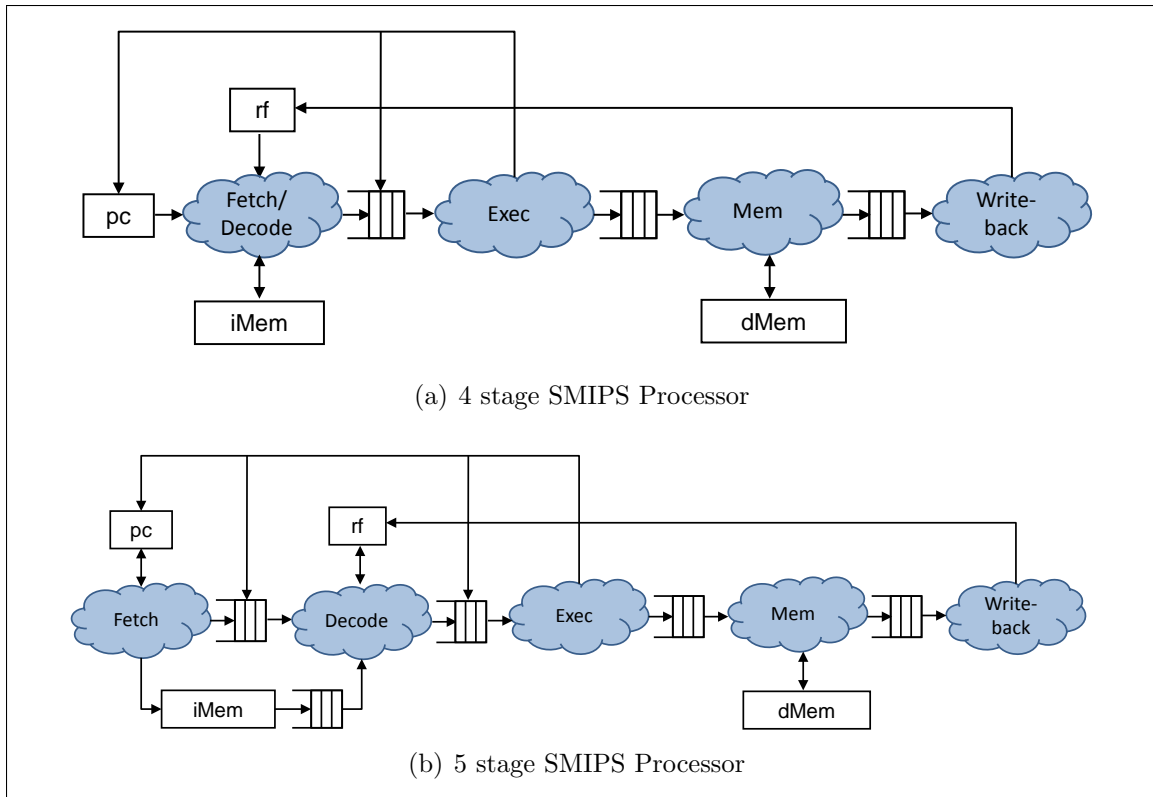 rf
pc
Fetch/
Decode
Exec
Mem
Write-
back
iMem
dMem
(a) 4 stage SMIPS Processor
pc
rf
Fetch
Decode
Exec
Mem
Write-
back
iMem
dMem
(b) 5 stage SMIPS Processor